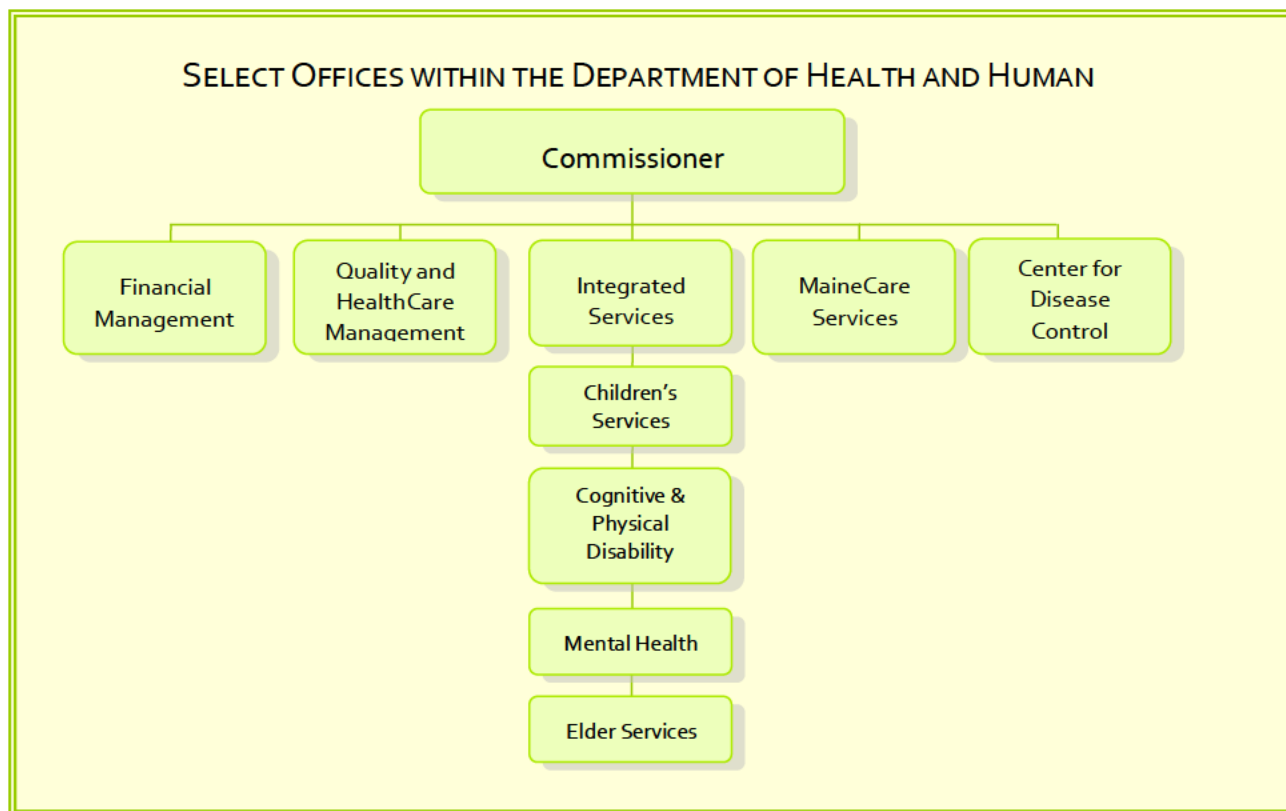 SELECT OFFICES WITHIN THE DEPARTMENT OF HEALTH AND HUMAN
Commissioner
Financial
Management
Quality and
HealthCare
Management
Integrated
Services
MaineCare
Services
Center for
Disease
Control
Children's
Services
Cognitive &
Physical
Disability
Mental Health
Elder Services